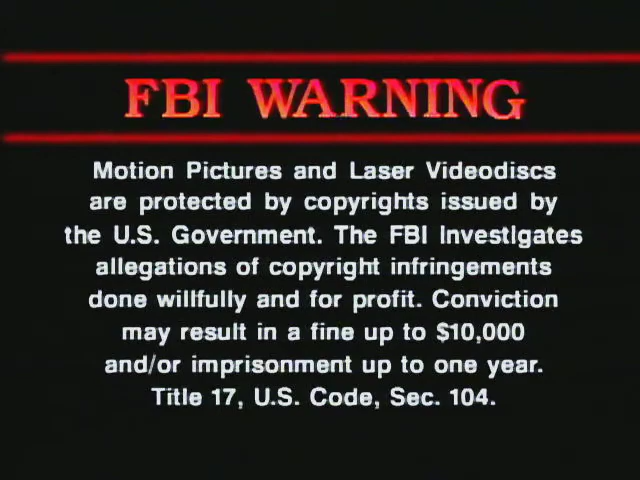 FBI WARNING
Motion Pictures and Laser Videodiscs
are protected by copyrights issued by
the U.S. Government. The FBI Investigates
allegations of copyright infringements
done willfully and for profit. Conviction
may result in a fine up to $10,000
and/or imprisonment up to one year.
Title 17, U.S. Code, Sec. 104.